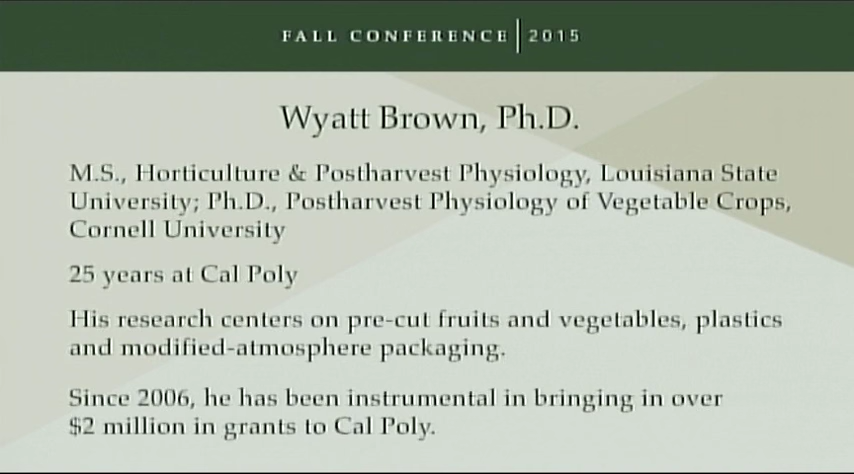 FALL CONFERENCE | 2015
Wyatt Brown, Ph.D.
M.S., Horticulture & Postharvest Physiology, Louisiana State
University; Ph.D., Postharvest Physiology of Vegetable Crops,
Cornell University
25 years at Cal Poly
His research centers on pre-cut fruits and vegetables, plastics
and modified-atmosphere packaging.
Since 2006, he has been instrumental in bringing in over
$2 million in grants to Cal Poly.